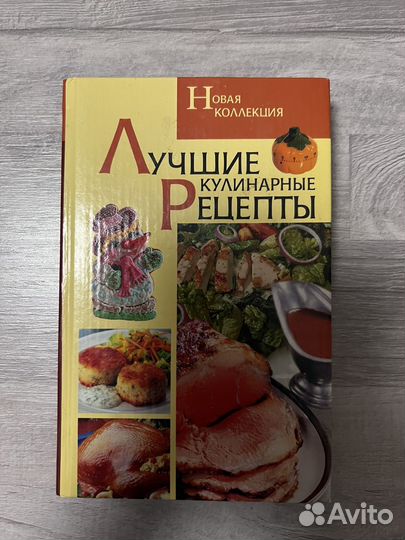 Новая
коллекция
Лучшие
кулинарные
Рецепты
Avito